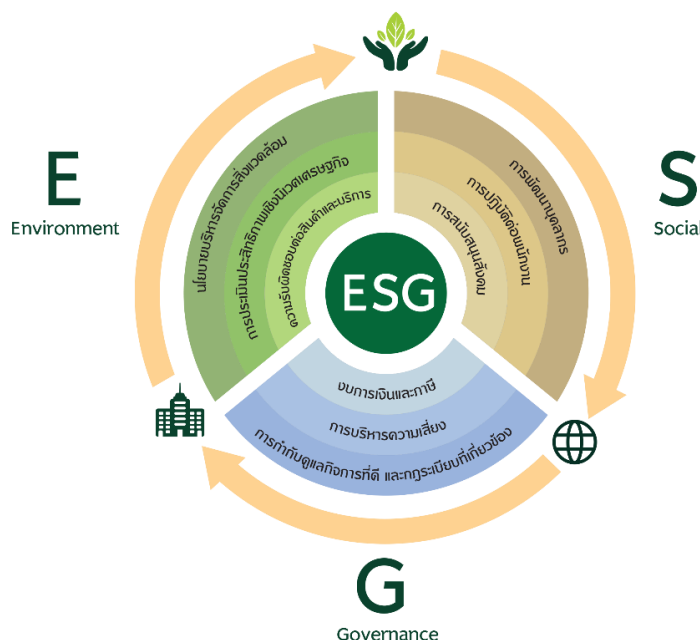 E
Environment
นโยบายบริหารจัดการสิ่งแวดล้อม
การประเมินประสิทธิภาพเชิงนิเวศเศรษฐกิจ
ความรับผิดชอบต่อสินค้าและบริการ
S
Social
การพัฒนาบุคลากร
การปฏิบัติต่อพนักงาน
การสนับสนุนสังคม
ESG
งบการเงินและภาษี
การบริหารความเสี่ยง
การกำกับดูแลกิจการที่ดี และกฎระเบียบที่เกี่ยวข้อง
G
Governance